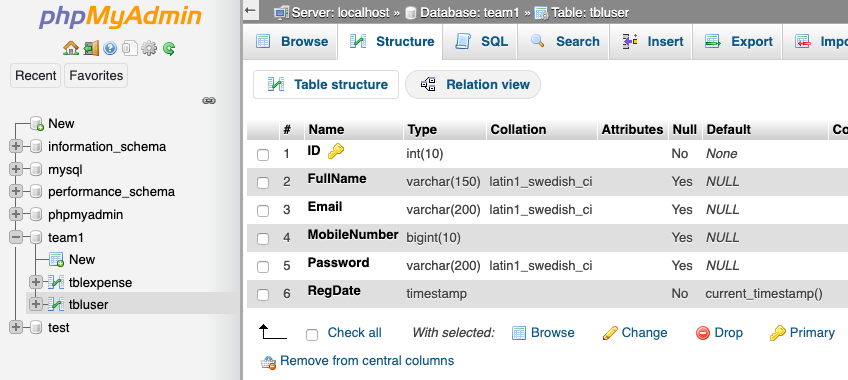 phpMyAdmin
Recent Favorites
New
information_schema
mysql
performance_schema
phpmyadmin
team1
New
tblexpense
tbluser
test
Server: localhost » Database: team1 » Table: tbluser
Browse Structure SQL Search Insert Export Impo
Table structure Relation view
# Name Type Collation Attributes Null Default Co
1 ID int(10) No None
2 FullName varchar(150) latin1_swedish_ci Yes NULL
3 Email varchar(200) latin1_swedish_ci Yes NULL
4 MobileNumber bigint(10) Yes NULL
5 Password varchar(200) latin1_swedish_ci Yes NULL
6 RegDate timestamp No current_timestamp()
Check all With selected: Browse Change Drop Primary
Remove from central columns